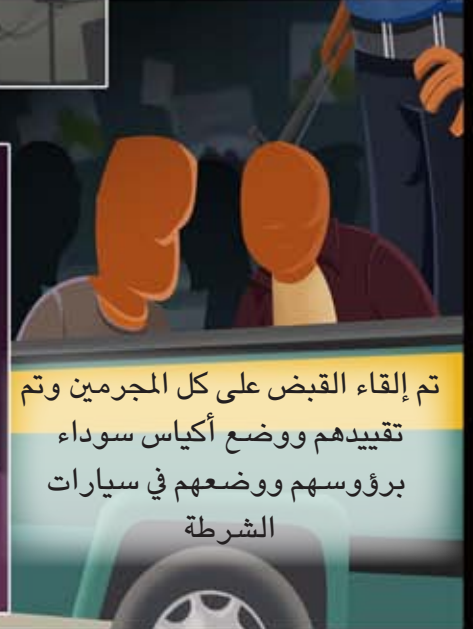 تم إلقاء القبض على كل المجرمين وتم
تقييدهم ووضع أكياس سوداء
برؤوسهم ووضعهم في سيارات
الشرطة